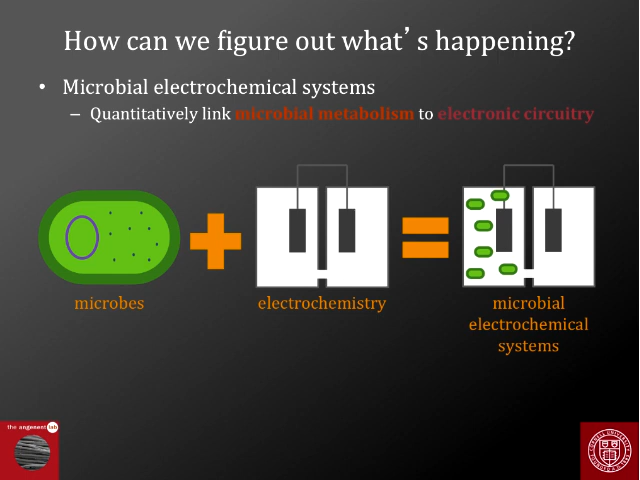 How can we figure out what's happening?
• Microbial electrochemical systems
– Quantitatively link microbial metabolism to electronic circuitry
microbes
electrochemistry
microbial
electrochemical
systems
the angenent lab